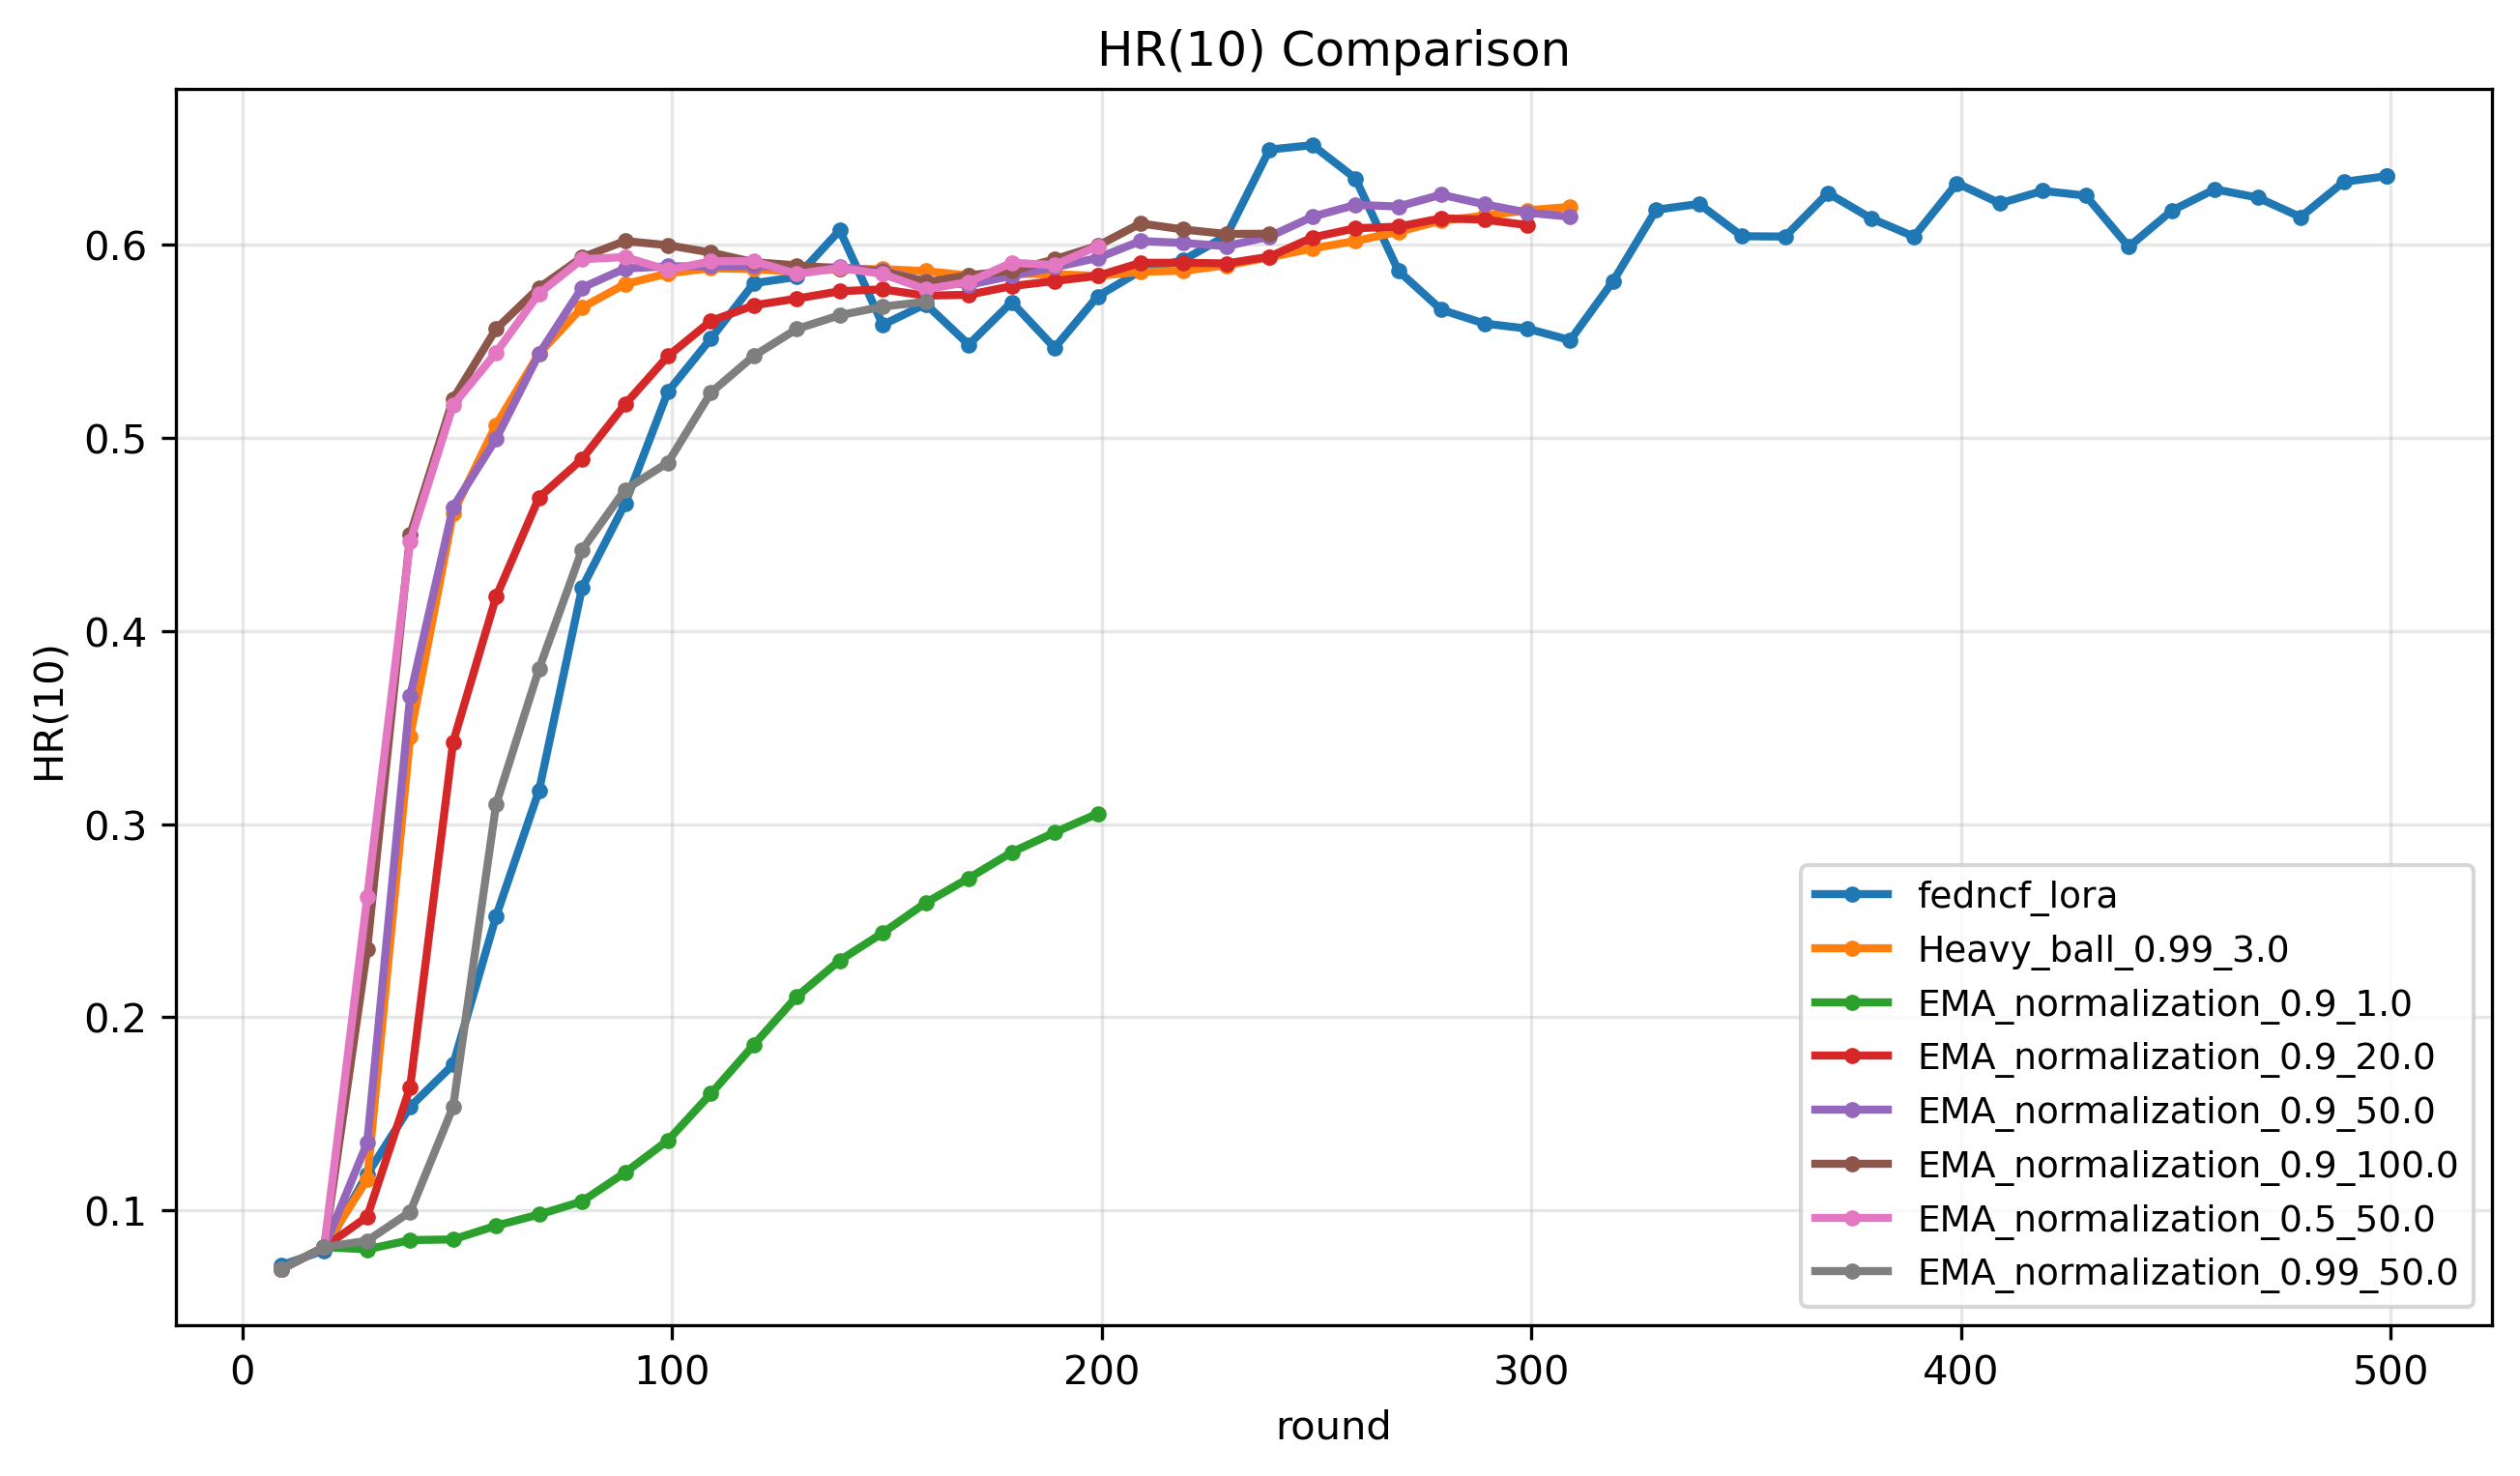 HR(10) Comparison
HR(10)
0.6
0.5
0.4
0.3
0.2
0.1
0 100 200 300 400 500
round
fedncf_lora
Heavy_ball_0.99_3.0
EMA_normalization_0.9_1.0
EMA_normalization_0.9_20.0
EMA_normalization_0.9_50.0
EMA_normalization_0.9_100.0
EMA_normalization_0.5_50.0
EMA_normalization_0.99_50.0